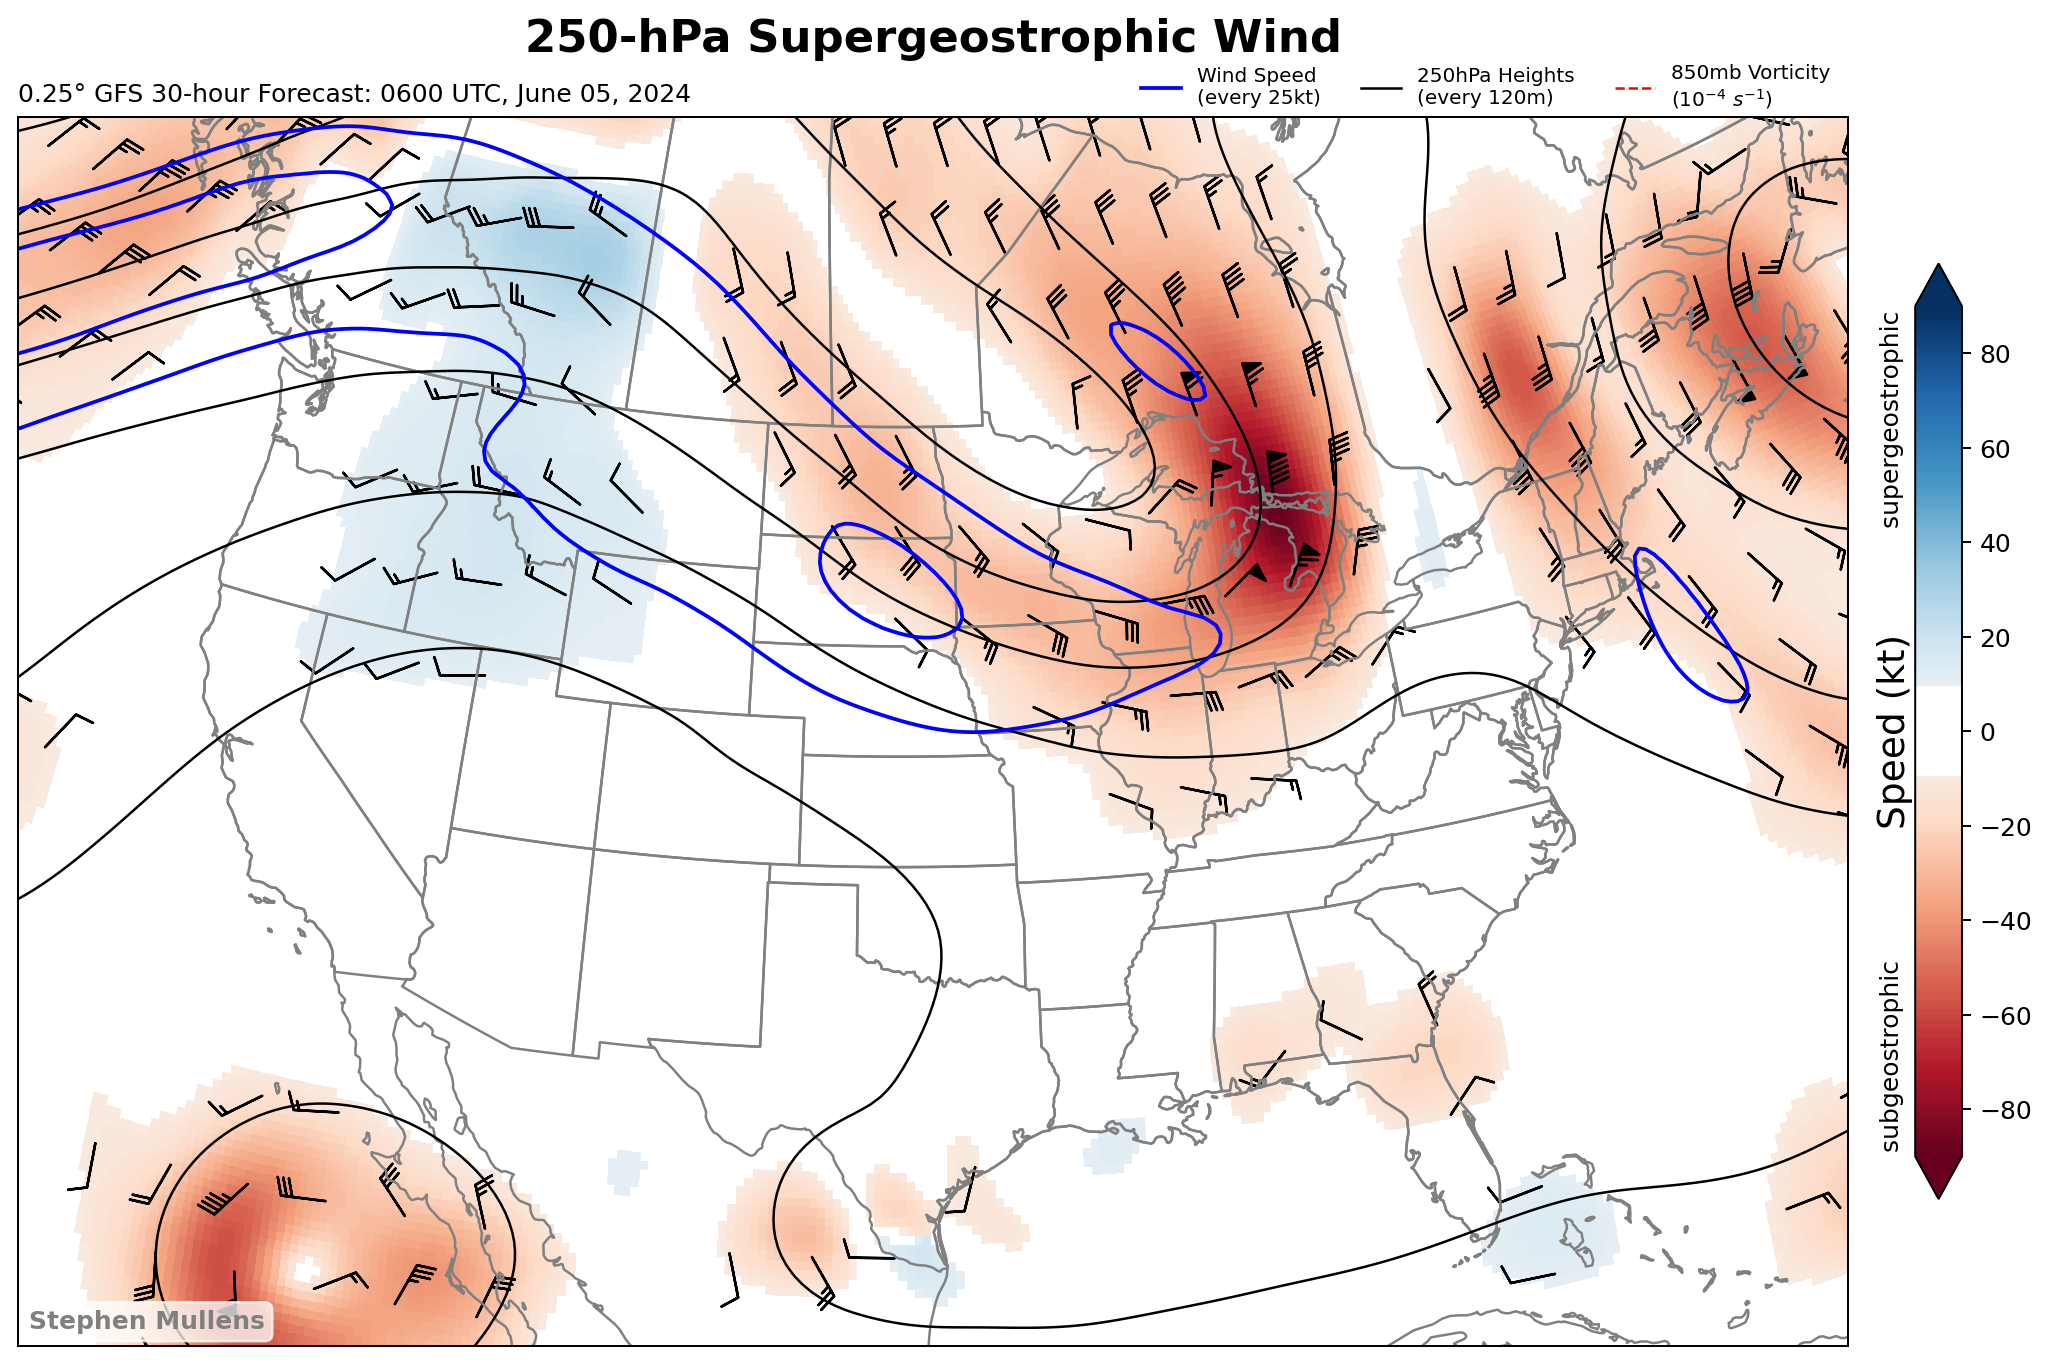 250-hPa Supergeostrophic Wind
0.25° GFS 30-hour Forecast: 0600 UTC, June 05, 2024
Wind Speed
(every 25kt)
250hPa Heights
(every 120m)
850mb Vorticity
(10⁻⁴ s⁻¹)
supergeostrophic
subgeostrophic
Speed (kt)
80
60
40
20
0
−20
−40
−60
−80
Stephen Mullens